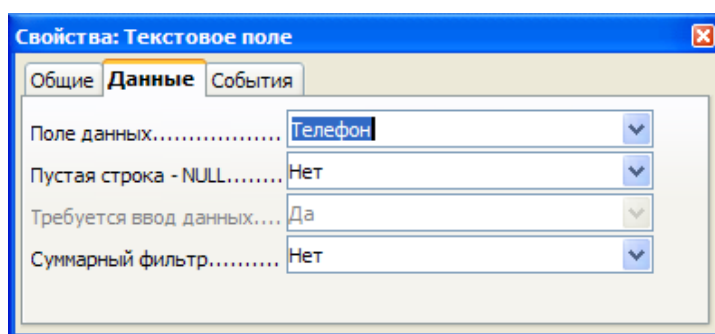 Свойства: Текстовое поле
Общие Данные События
Поле данных.................. Телефон
Пустая строка - NULL........ Нет
Требуется ввод данных.... Да
Суммарный фильтр.......... Нет